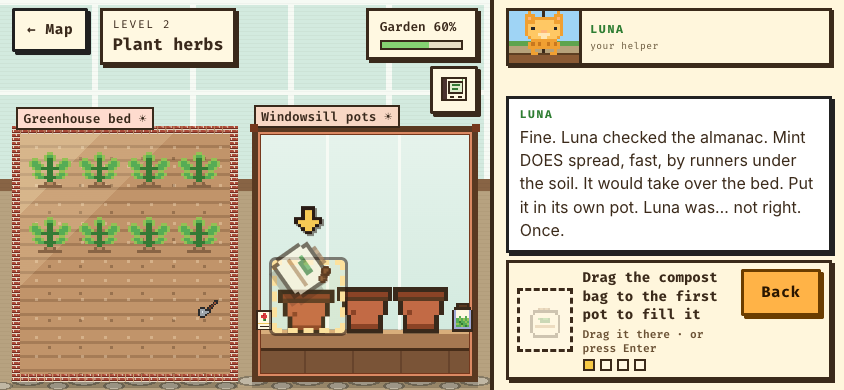 ← Map
LEVEL 2
Plant herbs
Garden 60%
Greenhouse bed ☀
Windowsill pots ☀
LUNA
your helper
LUNA
Fine. Luna checked the almanac. Mint
DOES spread, fast, by runners under
the soil. It would take over the bed. Put
it in its own pot. Luna was... not right.
Once.
Drag the compost
bag to the first
pot to fill it
Drag it there · or
press Enter
Back